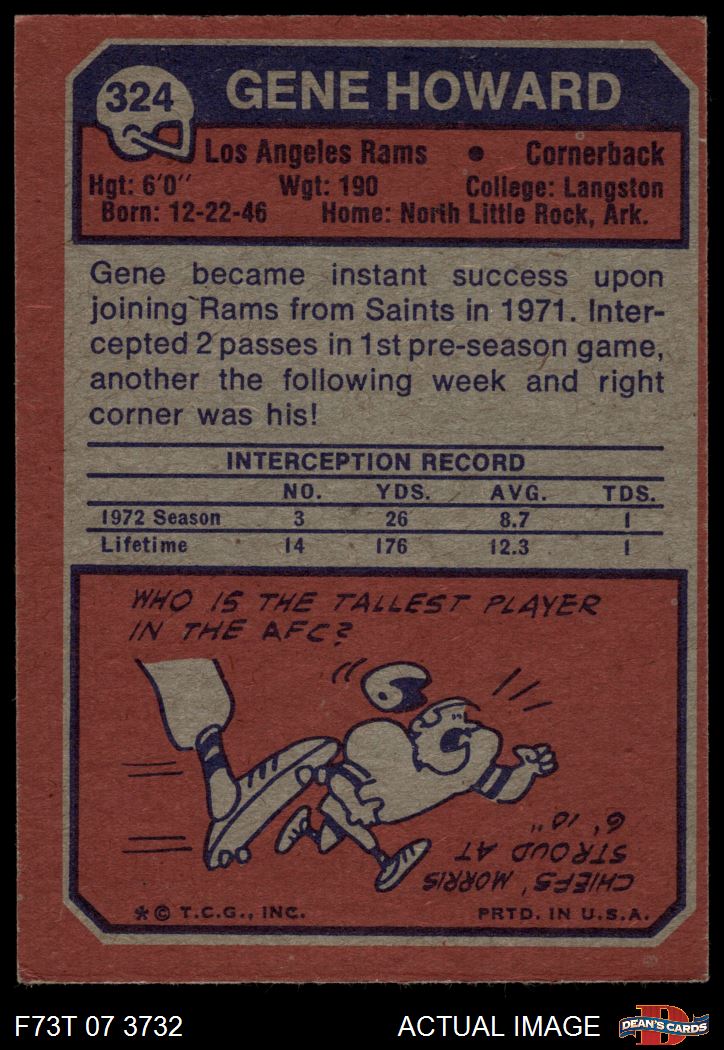 324
GENE HOWARD
Los Angeles Rams • Cornerback
Hgt: 6'0" Wgt: 190 College: Langston
Born: 12-22-46 Home: North Little Rock, Ark.
Gene became instant success upon
joining Rams from Saints in 1971. Inter-
cepted 2 passes in 1st pre-season game,
another the following week and right
corner was his!
INTERCEPTION RECORD
NO. YDS. AVG. TDS.
1972 Season 3 26 8.7 1
Lifetime 14 176 12.3 1
WHO IS THE TALLEST PLAYER
IN THE AFC?
CHIEFS' MORRIS
STROUD AT
6' 10"
* © T.C.G., INC. PRTD. IN U.S.A.
F73T 07 3732 ACTUAL IMAGE
D
DEAN'S CARDS